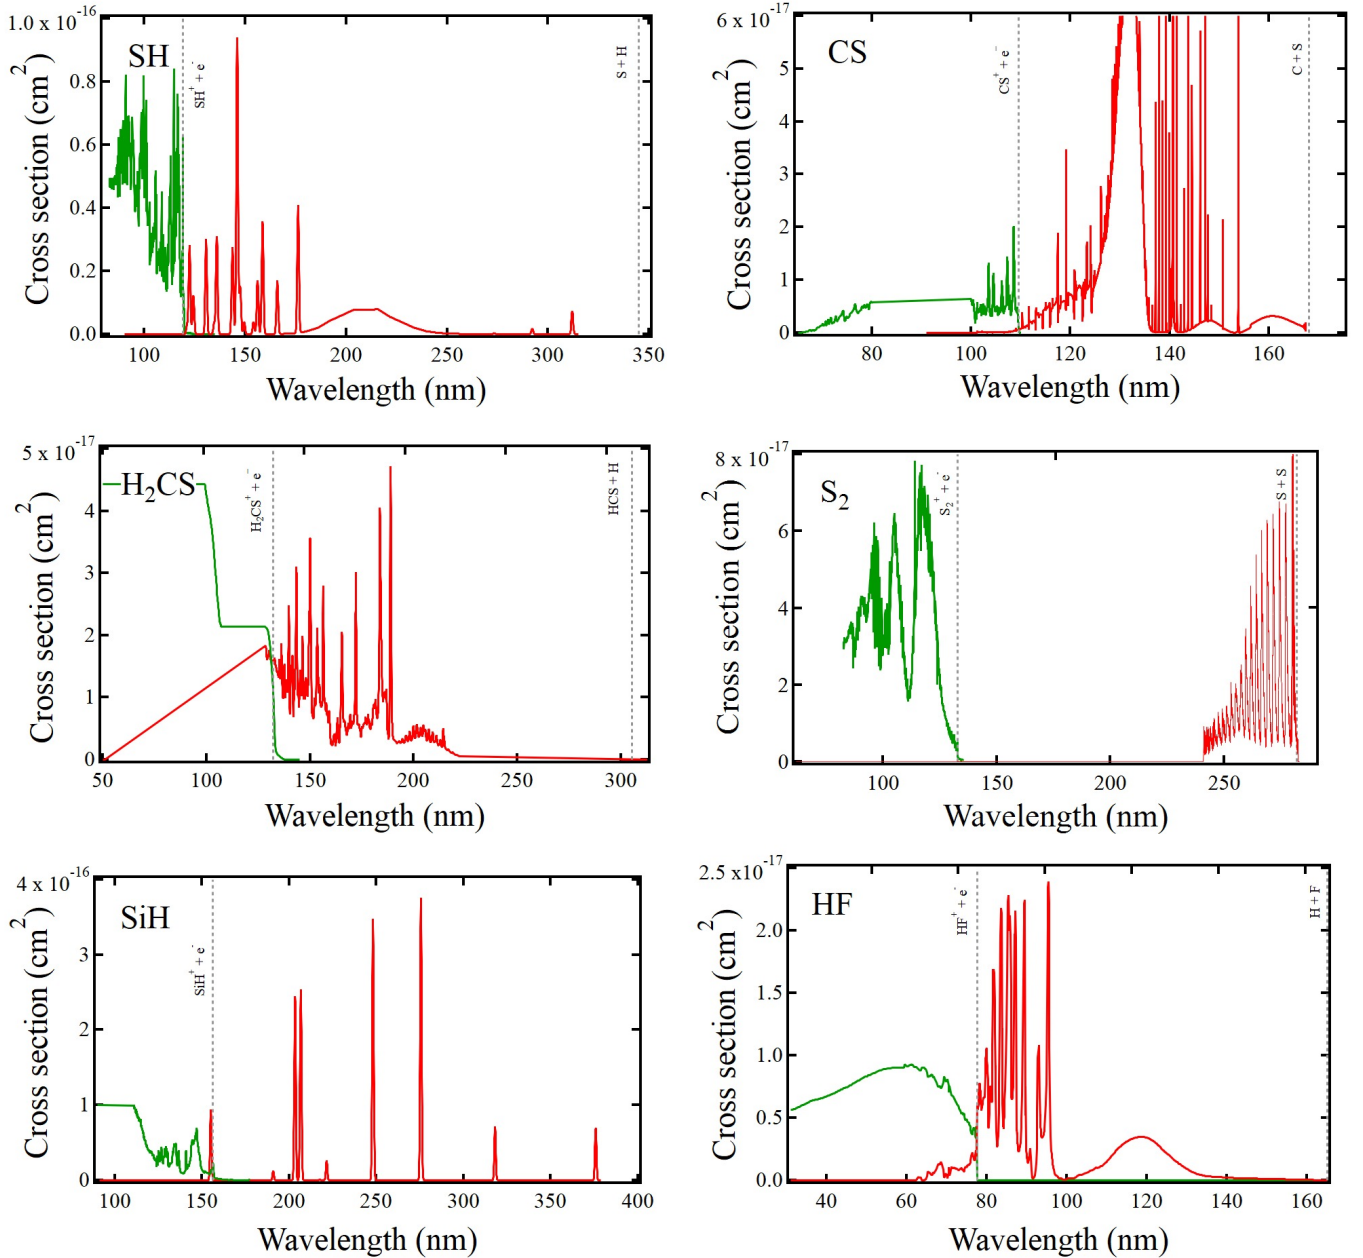 1.0 x 10-16
SH
SH+ + e-
S + H
0.8
0.6
0.4
0.2
0.0
Cross section (cm2)
100 150 200 250 300 350
Wavelength (nm)
6 x 10-17
CS
CS+ + e-
C + S
5
4
3
2
1
0
Cross section (cm2)
80 100 120 140 160
Wavelength (nm)
5 x 10-17
H2CS
H2CS+ + e-
HCS + H
4
3
2
1
0
Cross section (cm2)
50 100 150 200 250 300
Wavelength (nm)
8 x 10-17
S2
S2+ + e-
S + S
6
4
2
0
Cross section (cm2)
100 150 200 250
Wavelength (nm)
4 x 10-16
SiH
SiH+ + e-
3
2
1
0
Cross section (cm2)
100 150 200 250 300 350 400
Wavelength (nm)
2.5 x10-17
HF
HF+ + e-
H + F
2.0
1.5
1.0
0.5
0.0
Cross section (cm2)
40 60 80 100 120 140 160
Wavelength (nm)